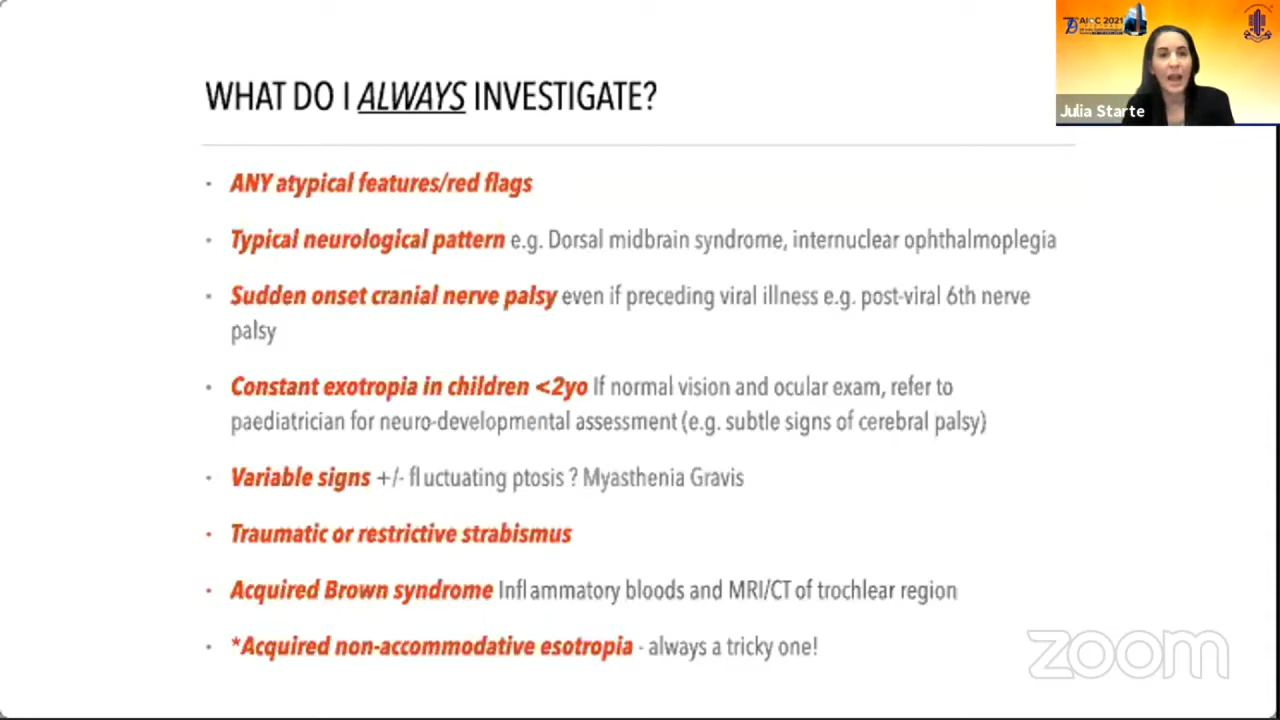 AIOC 2021
Julia Starte
WHAT DO I ALWAYS INVESTIGATE?
· ANY atypical features/red flags
· Typical neurological pattern e.g. Dorsal midbrain syndrome, internuclear ophthalmoplegia
· Sudden onset cranial nerve palsy even if preceding viral illness e.g. post-viral 6th nerve
palsy
· Constant exotropia in children <2yo If normal vision and ocular exam, refer to
paediatrician for neuro-developmental assessment (e.g. subtle signs of cerebral palsy)
· Variable signs +/- fluctuating ptosis ? Myasthenia Gravis
· Traumatic or restrictive strabismus
· Acquired Brown syndrome Inflammatory bloods and MRI/CT of trochlear region
· *Acquired non-accommodative esotropia - always a tricky one!
zoom